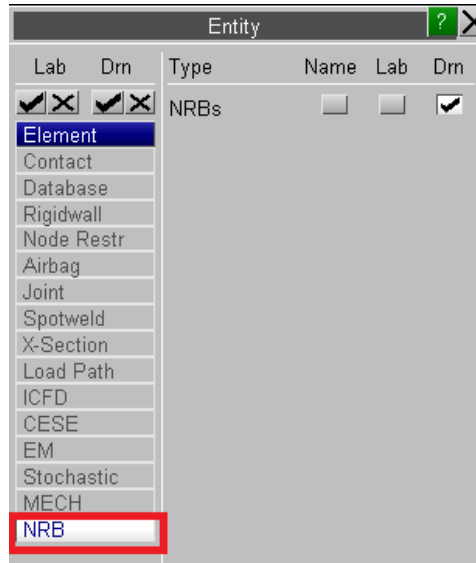 Entity ? X
Lab Drn Type Name Lab Drn
NRBs
Element
Contact
Database
Rigidwall
Node Restr
Airbag
Joint
Spotweld
X-Section
Load Path
ICFD
CESE
EM
Stochastic
MECH
NRB